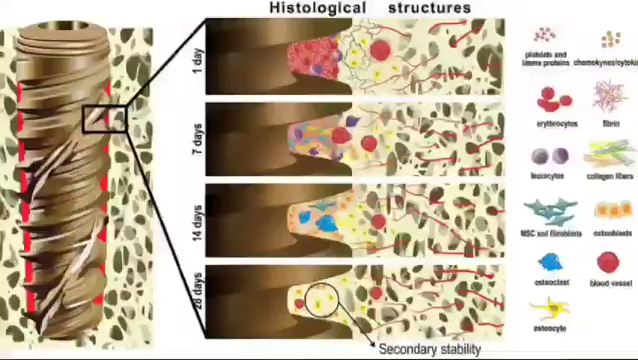 Histological structures
1 day
7 days
14 days
28 days
platelets and
plasma proteins
chemokynes/cytoki
erythrocytes
fibrin
leucocytes
collagen fibers
MSC and fibroblasts
osteoblasts
osteoclast
blood vessel
osteocyte
Secondary stability